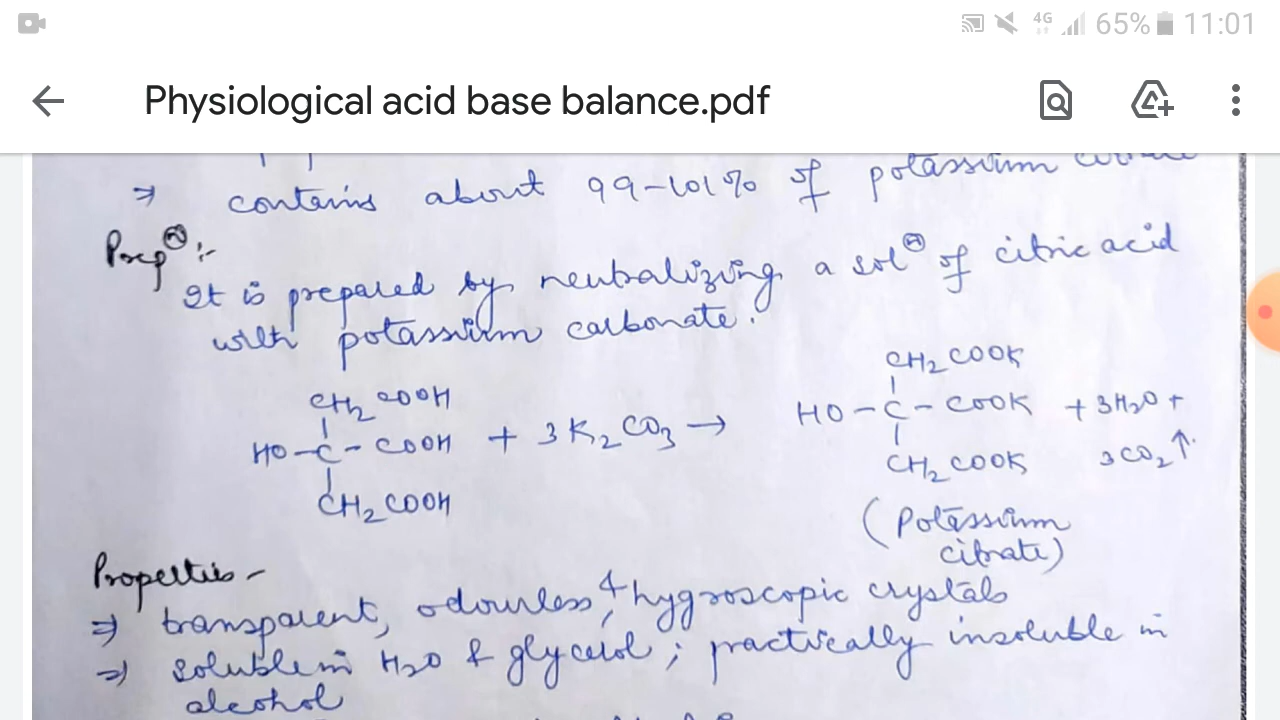 4G 65% 11:01
Physiological acid base balance.pdf
⇒ contains about 99-101% of potassium
Prepⁿ:-
It is prepared by neutralizing a solⁿ of citric acid
with potassium carbonate.
CH₂COOH
HO-C-COOH + 3K₂CO₃ →
CH₂COOH
CH₂COOK
HO-C-COOK + 3H₂O +
CH₂COOK 3CO₂↑
(Potassium
citrate)
Properties -
⇒ transparent, odourless & hygroscopic crystals
⇒ soluble in H₂O & glycerol ; practically insoluble in
alcohol